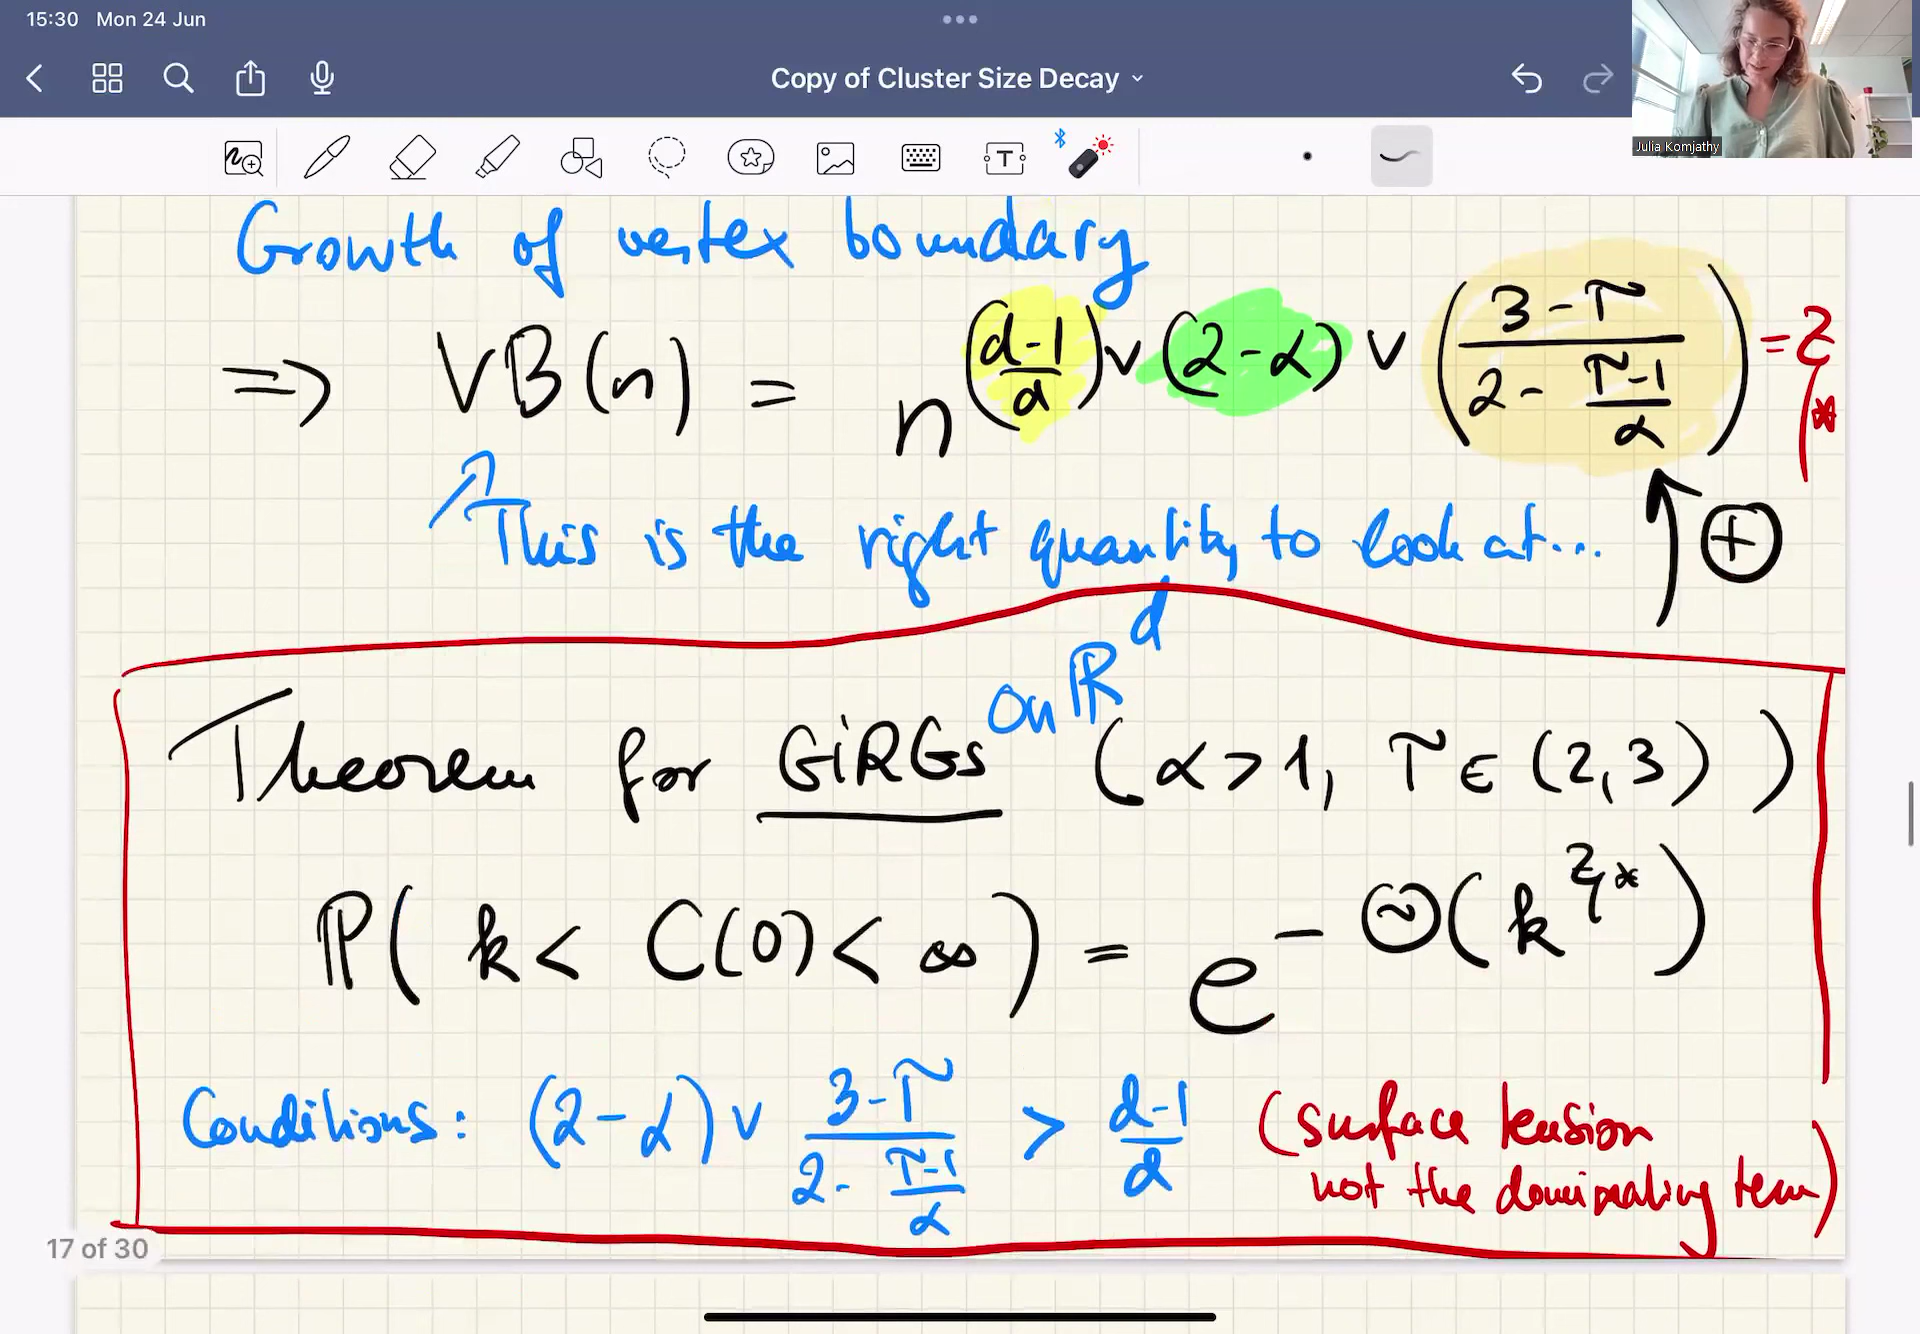 15:30 Mon 24 Jun
Copy of Cluster Size Decay
Julia Komjathy
Growth of vertex boundary
=> VB(n) = n^{((d-1)/d) ∨ (2-α) ∨ ((3-τ)/(2-(τ-1)/α))} = ζ*
This is the right quantity to look at...
⊕
Theorem for GiRGs on ℝ^d (α>1, τ∈(2,3))
ℙ(k < C(0) < ∞) = e^{-Θ(k^{ζ*})}
Conditions: (2-α) ∨ (3-τ)/(2-(τ-1)/α) > (d-1)/d (surface tension
not the dominating term)
17 of 30